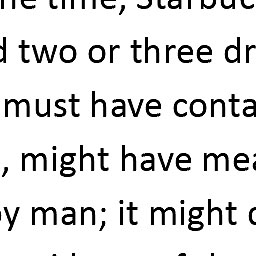 time, Starbuc
two or three dr
must have conta
, might have mea
y man; it might